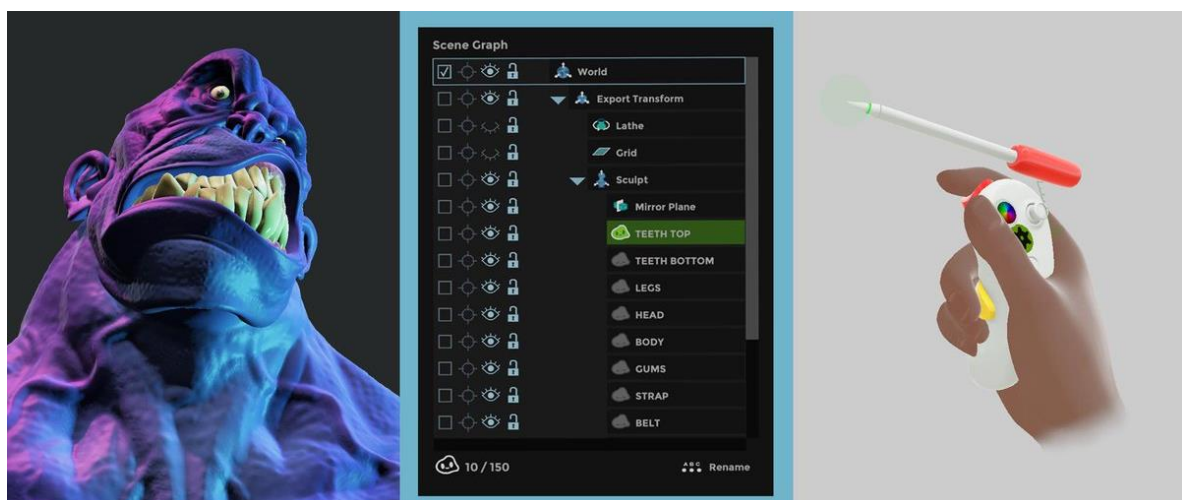 Scene Graph
World
Export Transform
Lathe
Grid
Sculpt
Mirror Plane
TEETH TOP
TEETH BOTTOM
LEGS
HEAD
BODY
GUMS
STRAP
BELT
10 / 150
ABC Rename